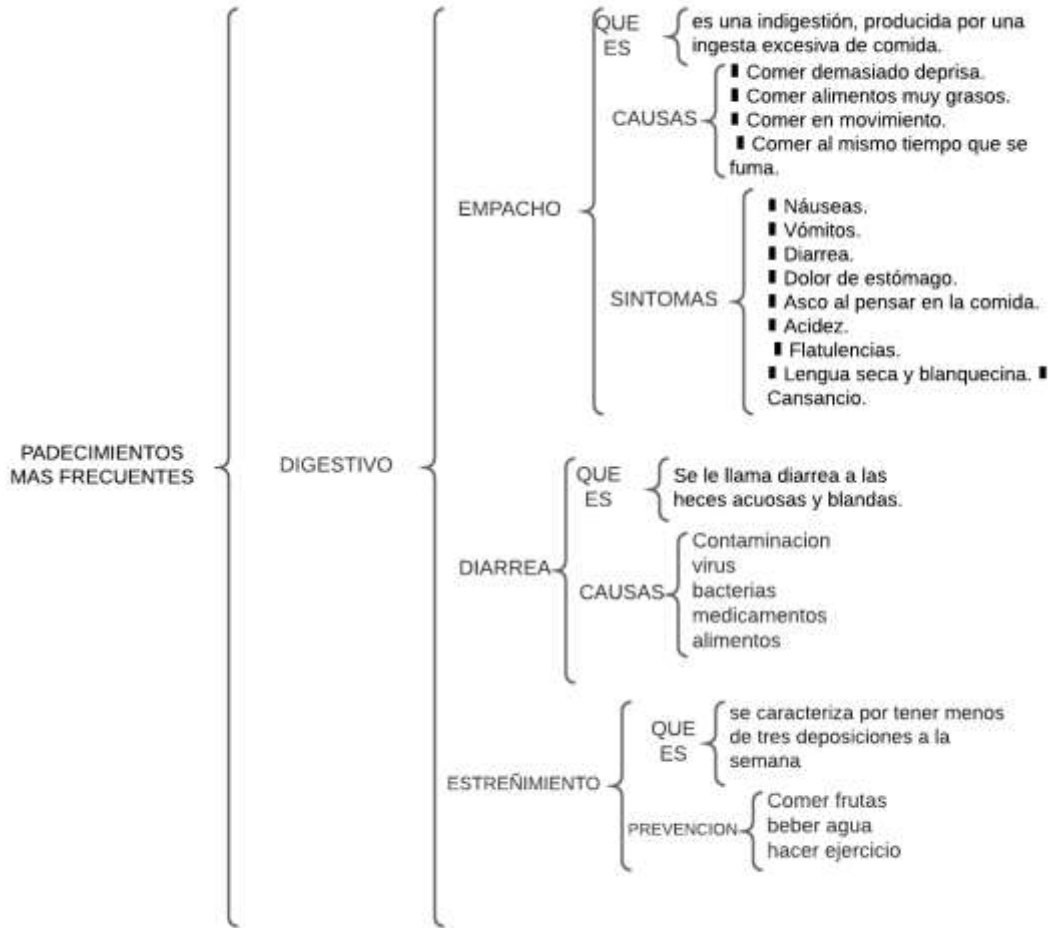 PADECIMIENTOS
MAS FRECUENTES
DIGESTIVO
EMPACHO
QUE
ES
es una indigestión, producida por una
ingesta excesiva de comida.
CAUSAS
Comer demasiado deprisa.
Comer alimentos muy grasos.
Comer en movimiento.
Comer al mismo tiempo que se
fuma.
SINTOMAS
Náuseas.
Vómitos.
Diarrea.
Dolor de estómago.
Asco al pensar en la comida.
Acidez.
Flatulencias.
Lengua seca y blanquecina.
Cansancio.
DIARREA
QUE
ES
Se le llama diarrea a las
heces acuosas y blandas.
CAUSAS
Contaminacion
virus
bacterias
medicamentos
alimentos
ESTREÑIMIENTO
QUE
ES
se caracteriza por tener menos
de tres deposiciones a la
semana
PREVENCION
Comer frutas
beber agua
hacer ejercicio